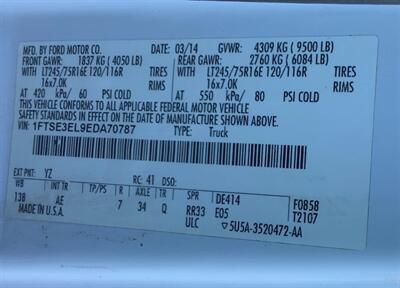 MFD. BY FORD MOTOR CO.  DATE: 03/14  GVWR: 4309 KG ( 9500 LB)
FRONT GAWR: 1837 KG ( 4050 LB)  REAR GAWR: 2760 KG ( 6084 LB)
WITH  WITH
LT245/75R16E 120/116R  TIRES  LT245/75R16E 120/116R  TIRES
16x7.0K  RIMS  16x7.0K  RIMS
AT 420 kPa/ 60 PSI COLD  AT 550 kPa/ 80 PSI COLD
THIS VEHICLE CONFORMS TO ALL APPLICABLE FEDERAL MOTOR VEHICLE
SAFETY STANDARDS IN EFFECT ON THE DATE OF MANUFACTURE SHOWN ABOVE.
VIN: 1FTSE3EL9EDA70787  TYPE: Truck
EXT PNT: YZ  RC: 41  DSO:
WB  INT TR  TP/PS  R  AXLE  TR  SPR  DE414  F0858
138  AE  7  34  Q  RR33  E05  T2107
MADE IN U.S.A.  ULC  5U5A-3520472-AA